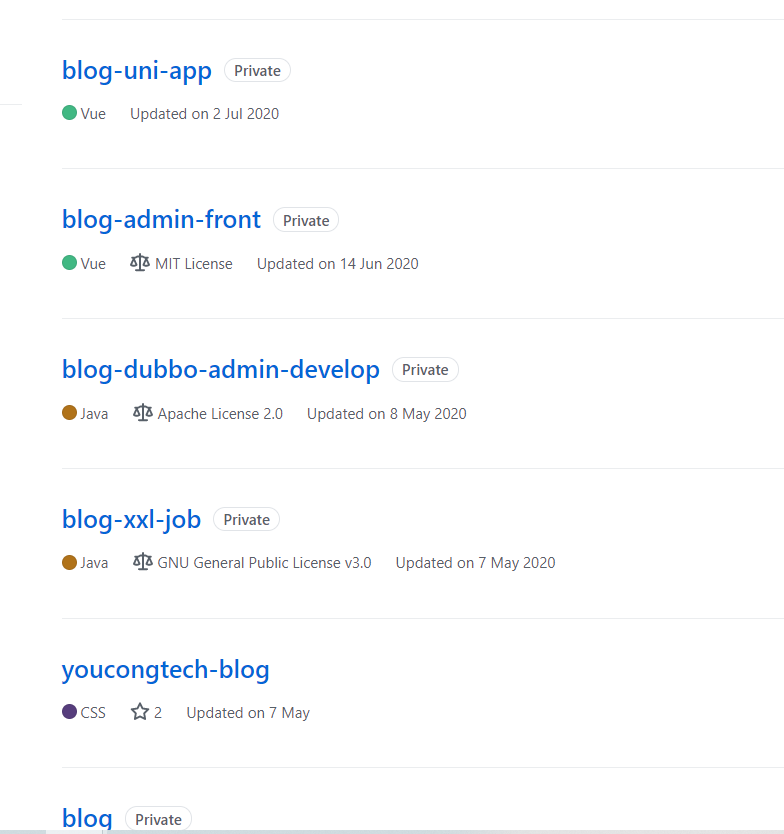 blog-uni-app Private
Vue Updated on 2 Jul 2020
blog-admin-front Private
Vue MIT License Updated on 14 Jun 2020
blog-dubbo-admin-develop Private
Java Apache License 2.0 Updated on 8 May 2020
blog-xxl-job Private
Java GNU General Public License v3.0 Updated on 7 May 2020
youcongtech-blog
CSS 2 Updated on 7 May
blog Private